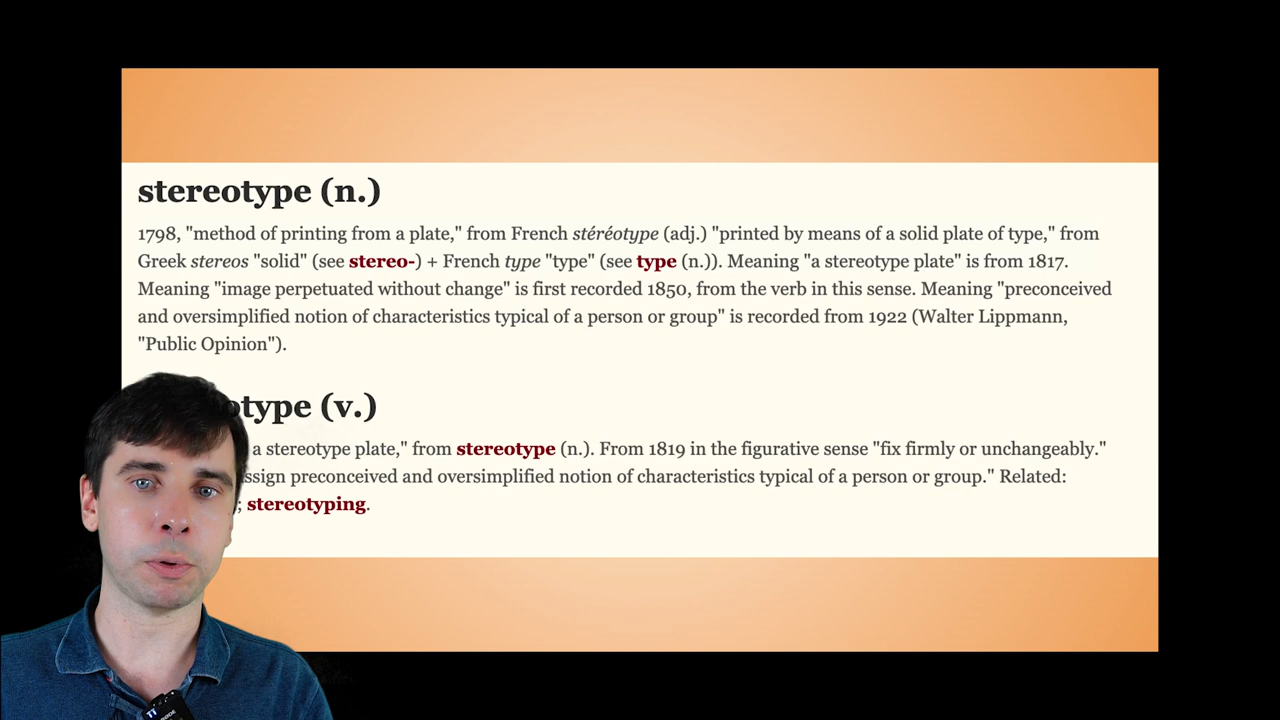 stereotype (n.)
1798, "method of printing from a plate," from French stéréotype (adj.) "printed by means of a solid plate of type," from
Greek stereos "solid" (see stereo-) + French type "type" (see type (n.)). Meaning "a stereotype plate" is from 1817.
Meaning "image perpetuated without change" is first recorded 1850, from the verb in this sense. Meaning "preconceived
and oversimplified notion of characteristics typical of a person or group" is recorded from 1922 (Walter Lippmann,
"Public Opinion").
otype (v.)
a stereotype plate," from stereotype (n.). From 1819 in the figurative sense "fix firmly or unchangeably."
ssign preconceived and oversimplified notion of characteristics typical of a person or group." Related:
; stereotyping.